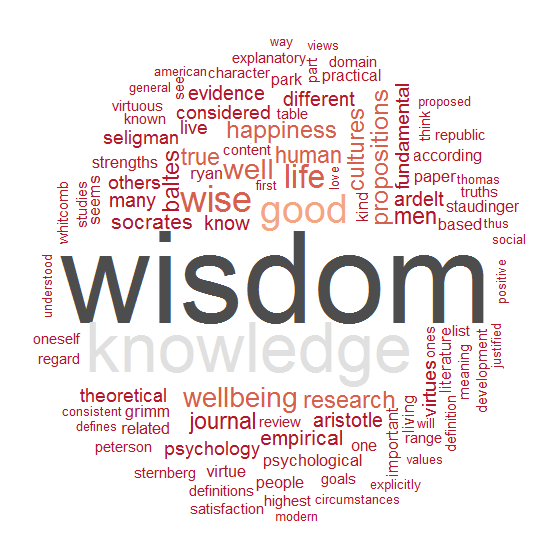 way
views
explanatory
part
domain
american
character
see
park
practical
general
evidence
different
fundamental
proposed
virtuous
considered
table
cultures
propositions
think
known
live
happiness
republic
seligman
content
human
according
strengths
true
well
life
love
paper
thomas
baltes
ryan
first
kind
truths
others
wise
good
men
ardelt
staudinger
whitcomb
studies
seems
many
socrates
know
based
thus
social
understood
wisdom
positive
oneself
knowledge
regard
virtues
ones
list
literature
meaning
development
justified
theoretical
wellbeing
research
consistent
grimm
journal
review
aristotle
important
living
will
definition
defines
related
empirical
one
range
peterson
psychology
psychological
values
sternberg
virtue
people
goals
explicitly
definitions
highest
circumstances
satisfaction
modern